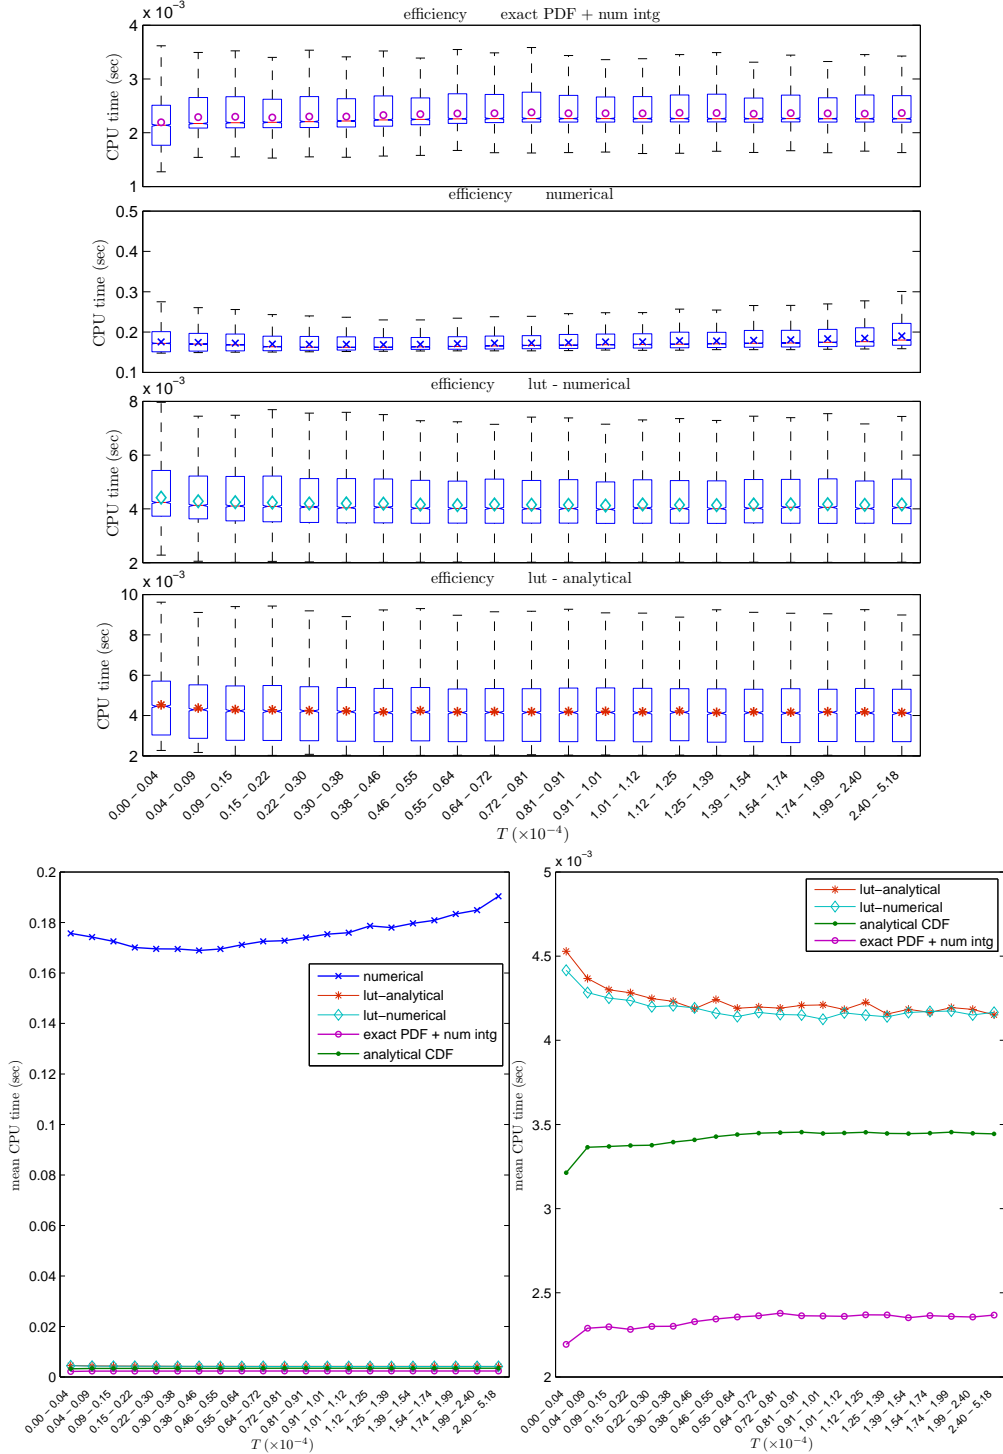 efficiency exact PDF + num intg
x 10⁻³
4
3
2
1
CPU time (sec)
efficiency numerical
0.5
0.4
0.3
0.2
0.1
CPU time (sec)
efficiency lut - numerical
x 10⁻³
8
6
4
2
CPU time (sec)
efficiency lut - analytical
x 10⁻³
10
8
6
4
2
CPU time (sec)
0.00 − 0.04
0.04 − 0.09
0.09 − 0.15
0.15 − 0.22
0.22 − 0.30
0.30 − 0.38
0.38 − 0.46
0.46 − 0.55
0.55 − 0.64
0.64 − 0.72
0.72 − 0.81
0.81 − 0.91
0.91 − 1.01
1.01 − 1.12
1.12 − 1.25
1.25 − 1.39
1.39 − 1.54
1.54 − 1.74
1.74 − 1.99
1.99 − 2.40
2.40 − 5.18
T (×10⁻⁴)
0.2
0.18
0.16
0.14
0.12
0.1
0.08
0.06
0.04
0.02
0
mean CPU time (sec)
numerical
lut−analytical
lut−numerical
exact PDF + num intg
analytical CDF
0.00 − 0.04
0.04 − 0.09
0.09 − 0.15
0.15 − 0.22
0.22 − 0.30
0.30 − 0.38
0.38 − 0.46
0.46 − 0.55
0.55 − 0.64
0.64 − 0.72
0.72 − 0.81
0.81 − 0.91
0.91 − 1.01
1.01 − 1.12
1.12 − 1.25
1.25 − 1.39
1.39 − 1.54
1.54 − 1.74
1.74 − 1.99
1.99 − 2.40
2.40 − 5.18
T (×10⁻⁴)
x 10⁻³
5
4.5
4
3.5
3
2.5
2
mean CPU time (sec)
lut−analytical
lut−numerical
analytical CDF
exact PDF + num intg
0.00 − 0.04
0.04 − 0.09
0.09 − 0.15
0.15 − 0.22
0.22 − 0.30
0.30 − 0.38
0.38 − 0.46
0.46 − 0.55
0.55 − 0.64
0.64 − 0.72
0.72 − 0.81
0.81 − 0.91
0.91 − 1.01
1.01 − 1.12
1.12 − 1.25
1.25 − 1.39
1.39 − 1.54
1.54 − 1.74
1.74 − 1.99
1.99 − 2.40
2.40 − 5.18
T (×10⁻⁴)